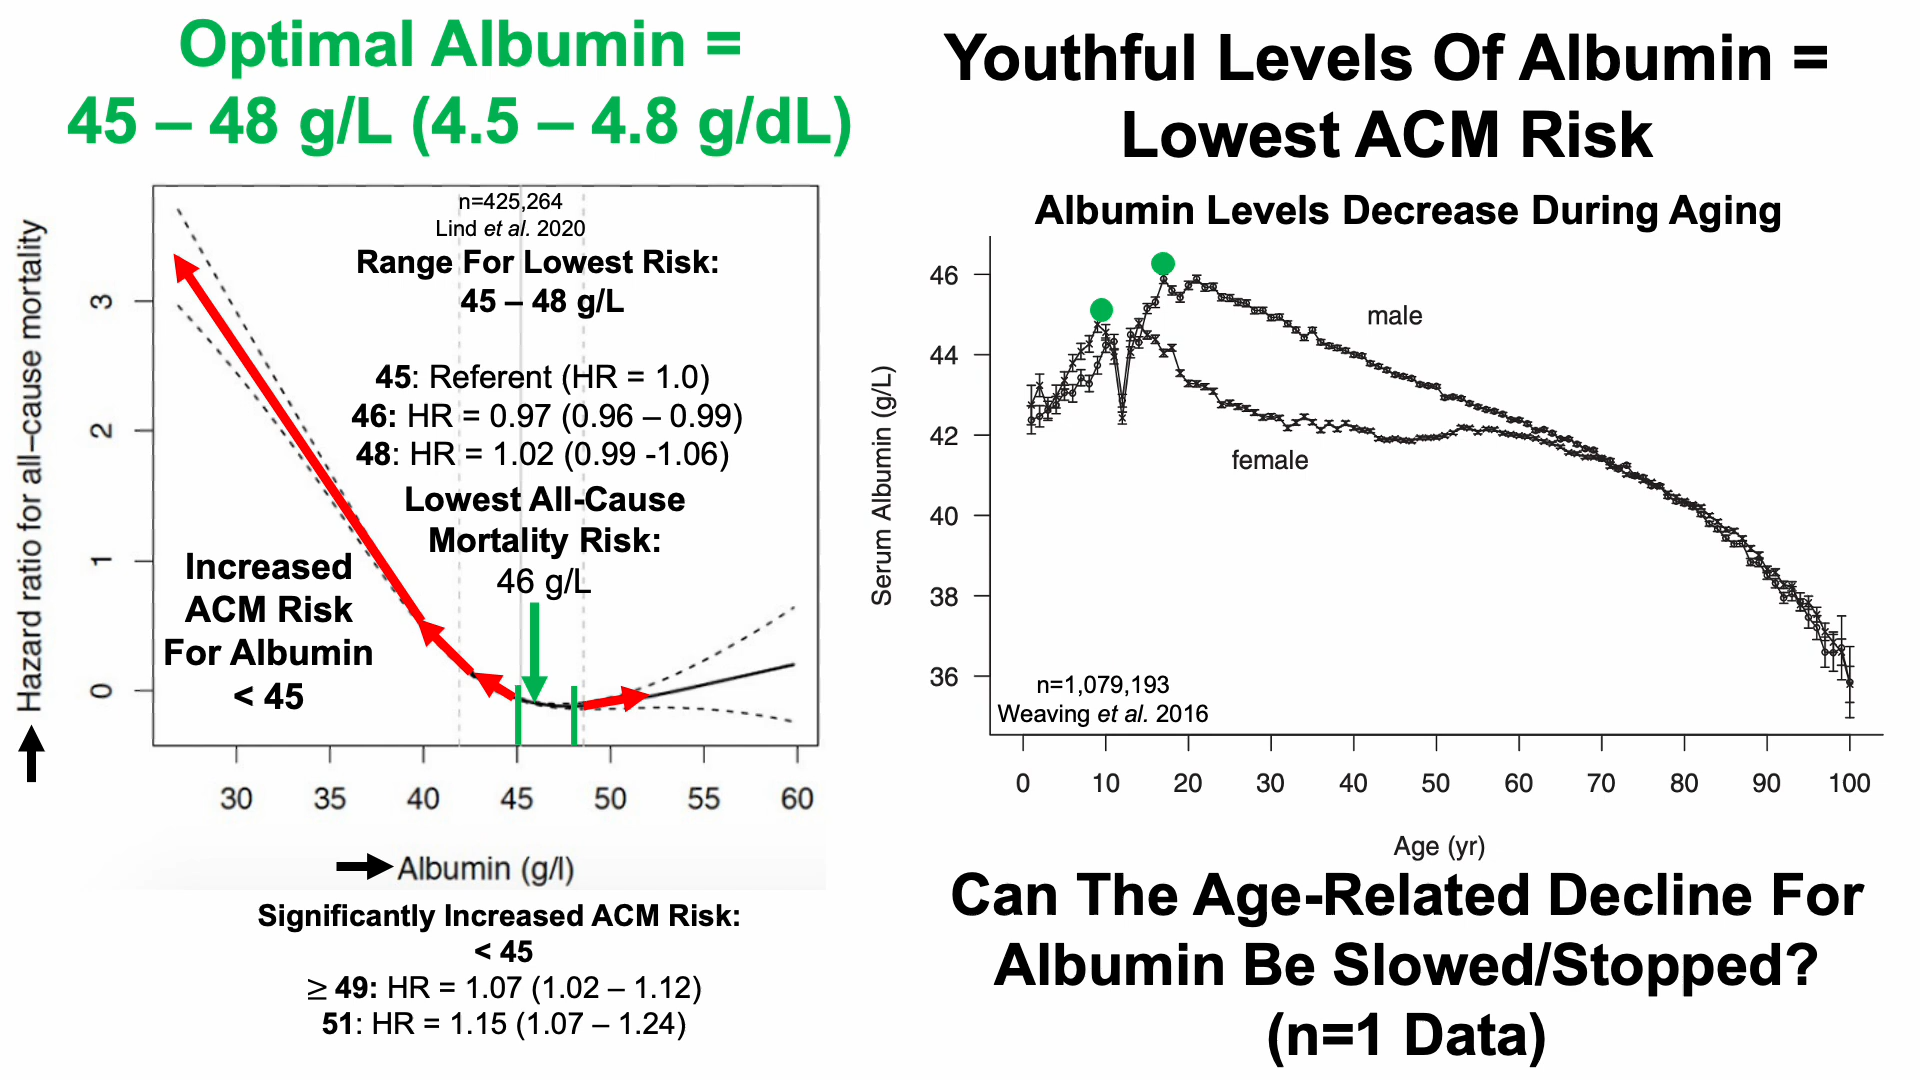 Optimal Albumin =
45 – 48 g/L (4.5 – 4.8 g/dL)
n=425,264
Lind et al. 2020
Range For Lowest Risk:
45 – 48 g/L
45: Referent (HR = 1.0)
46: HR = 0.97 (0.96 – 0.99)
48: HR = 1.02 (0.99 -1.06)
Lowest All-Cause
Mortality Risk:
46 g/L
Increased
ACM Risk
For Albumin
< 45
Hazard ratio for all–cause mortality
3
2
1
0
30 35 40 45 50 55 60
Albumin (g/l)
Significantly Increased ACM Risk:
< 45
≥ 49: HR = 1.07 (1.02 – 1.12)
51: HR = 1.15 (1.07 – 1.24)
Youthful Levels Of Albumin =
Lowest ACM Risk
Albumin Levels Decrease During Aging
Serum Albumin (g/L)
46
44
42
40
38
36
male
female
n=1,079,193
Weaving et al. 2016
0 10 20 30 40 50 60 70 80 90 100
Age (yr)
Can The Age-Related Decline For
Albumin Be Slowed/Stopped?
(n=1 Data)